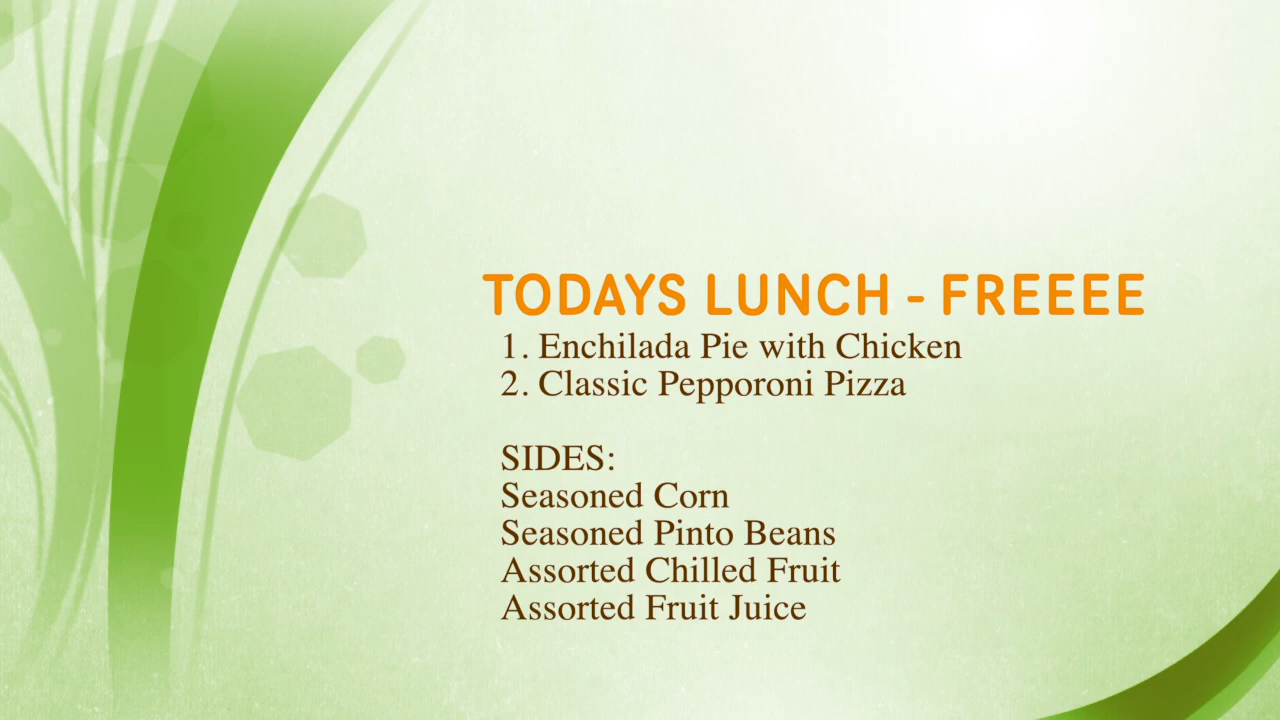 TODAYS LUNCH - FREEEE
1. Enchilada Pie with Chicken
2. Classic Pepporoni Pizza
SIDES:
Seasoned Corn
Seasoned Pinto Beans
Assorted Chilled Fruit
Assorted Fruit Juice